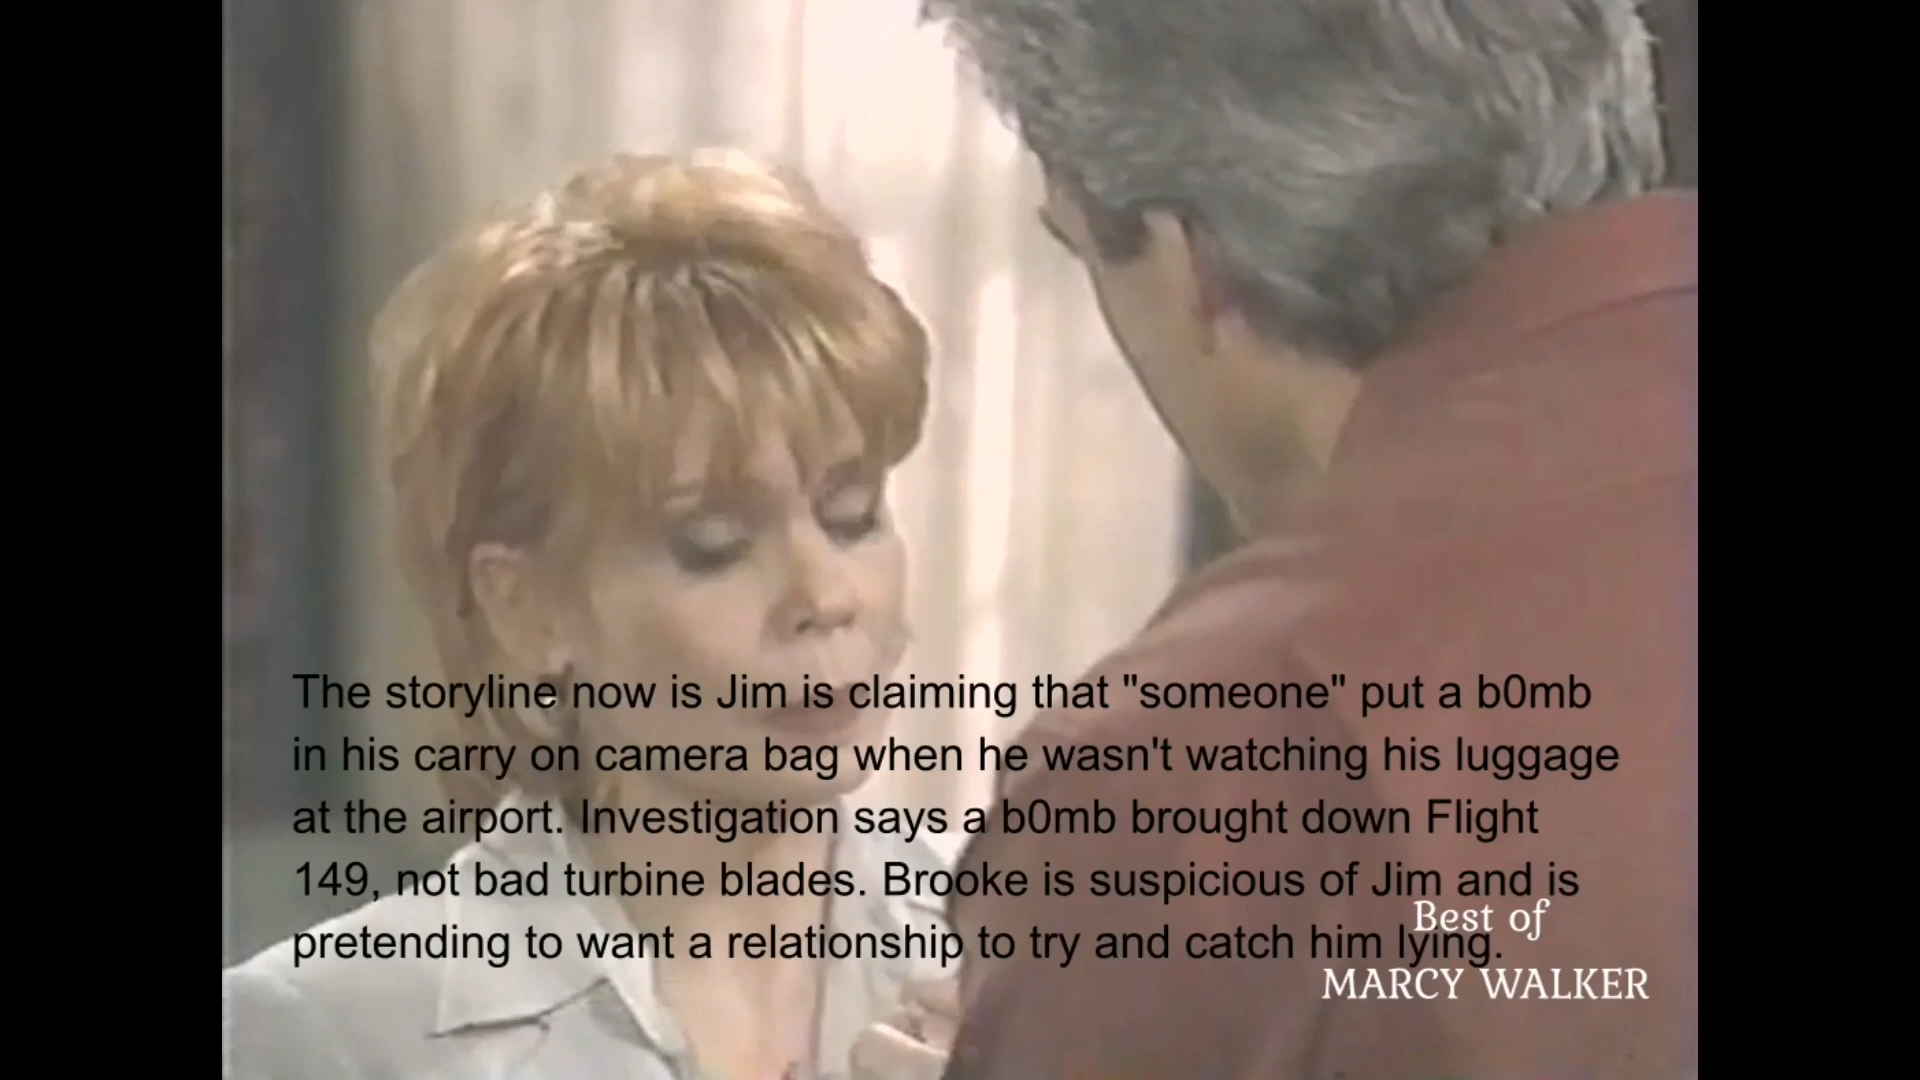 The storyline now is Jim is claiming that "someone" put a b0mb
in his carry on camera bag when he wasn't watching his luggage
at the airport. Investigation says a b0mb brought down Flight
149, not bad turbine blades. Brooke is suspicious of Jim and is
pretending to want a relationship to try and catch him lying.
Best of
MARCY WALKER